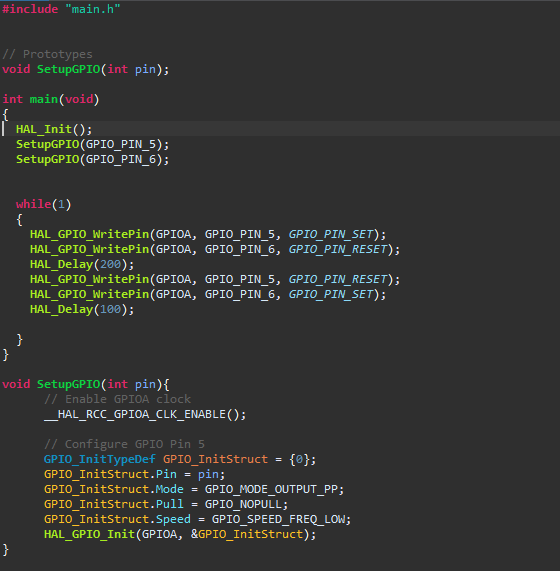 #include "main.h"
// Prototypes
void SetupGPIO(int pin);
int main(void)
{
HAL_Init();
SetupGPIO(GPIO_PIN_5);
SetupGPIO(GPIO_PIN_6);
while(1)
{
HAL_GPIO_WritePin(GPIOA, GPIO_PIN_5, GPIO_PIN_SET);
HAL_GPIO_WritePin(GPIOA, GPIO_PIN_6, GPIO_PIN_RESET);
HAL_Delay(200);
HAL_GPIO_WritePin(GPIOA, GPIO_PIN_5, GPIO_PIN_RESET);
HAL_GPIO_WritePin(GPIOA, GPIO_PIN_6, GPIO_PIN_SET);
HAL_Delay(100);
}
}
void SetupGPIO(int pin){
// Enable GPIOA clock
__HAL_RCC_GPIOA_CLK_ENABLE();
// Configure GPIO Pin 5
GPIO_InitTypeDef GPIO_InitStruct = {0};
GPIO_InitStruct.Pin = pin;
GPIO_InitStruct.Mode = GPIO_MODE_OUTPUT_PP;
GPIO_InitStruct.Pull = GPIO_NOPULL;
GPIO_InitStruct.Speed = GPIO_SPEED_FREQ_LOW;
HAL_GPIO_Init(GPIOA, &GPIO_InitStruct);
}